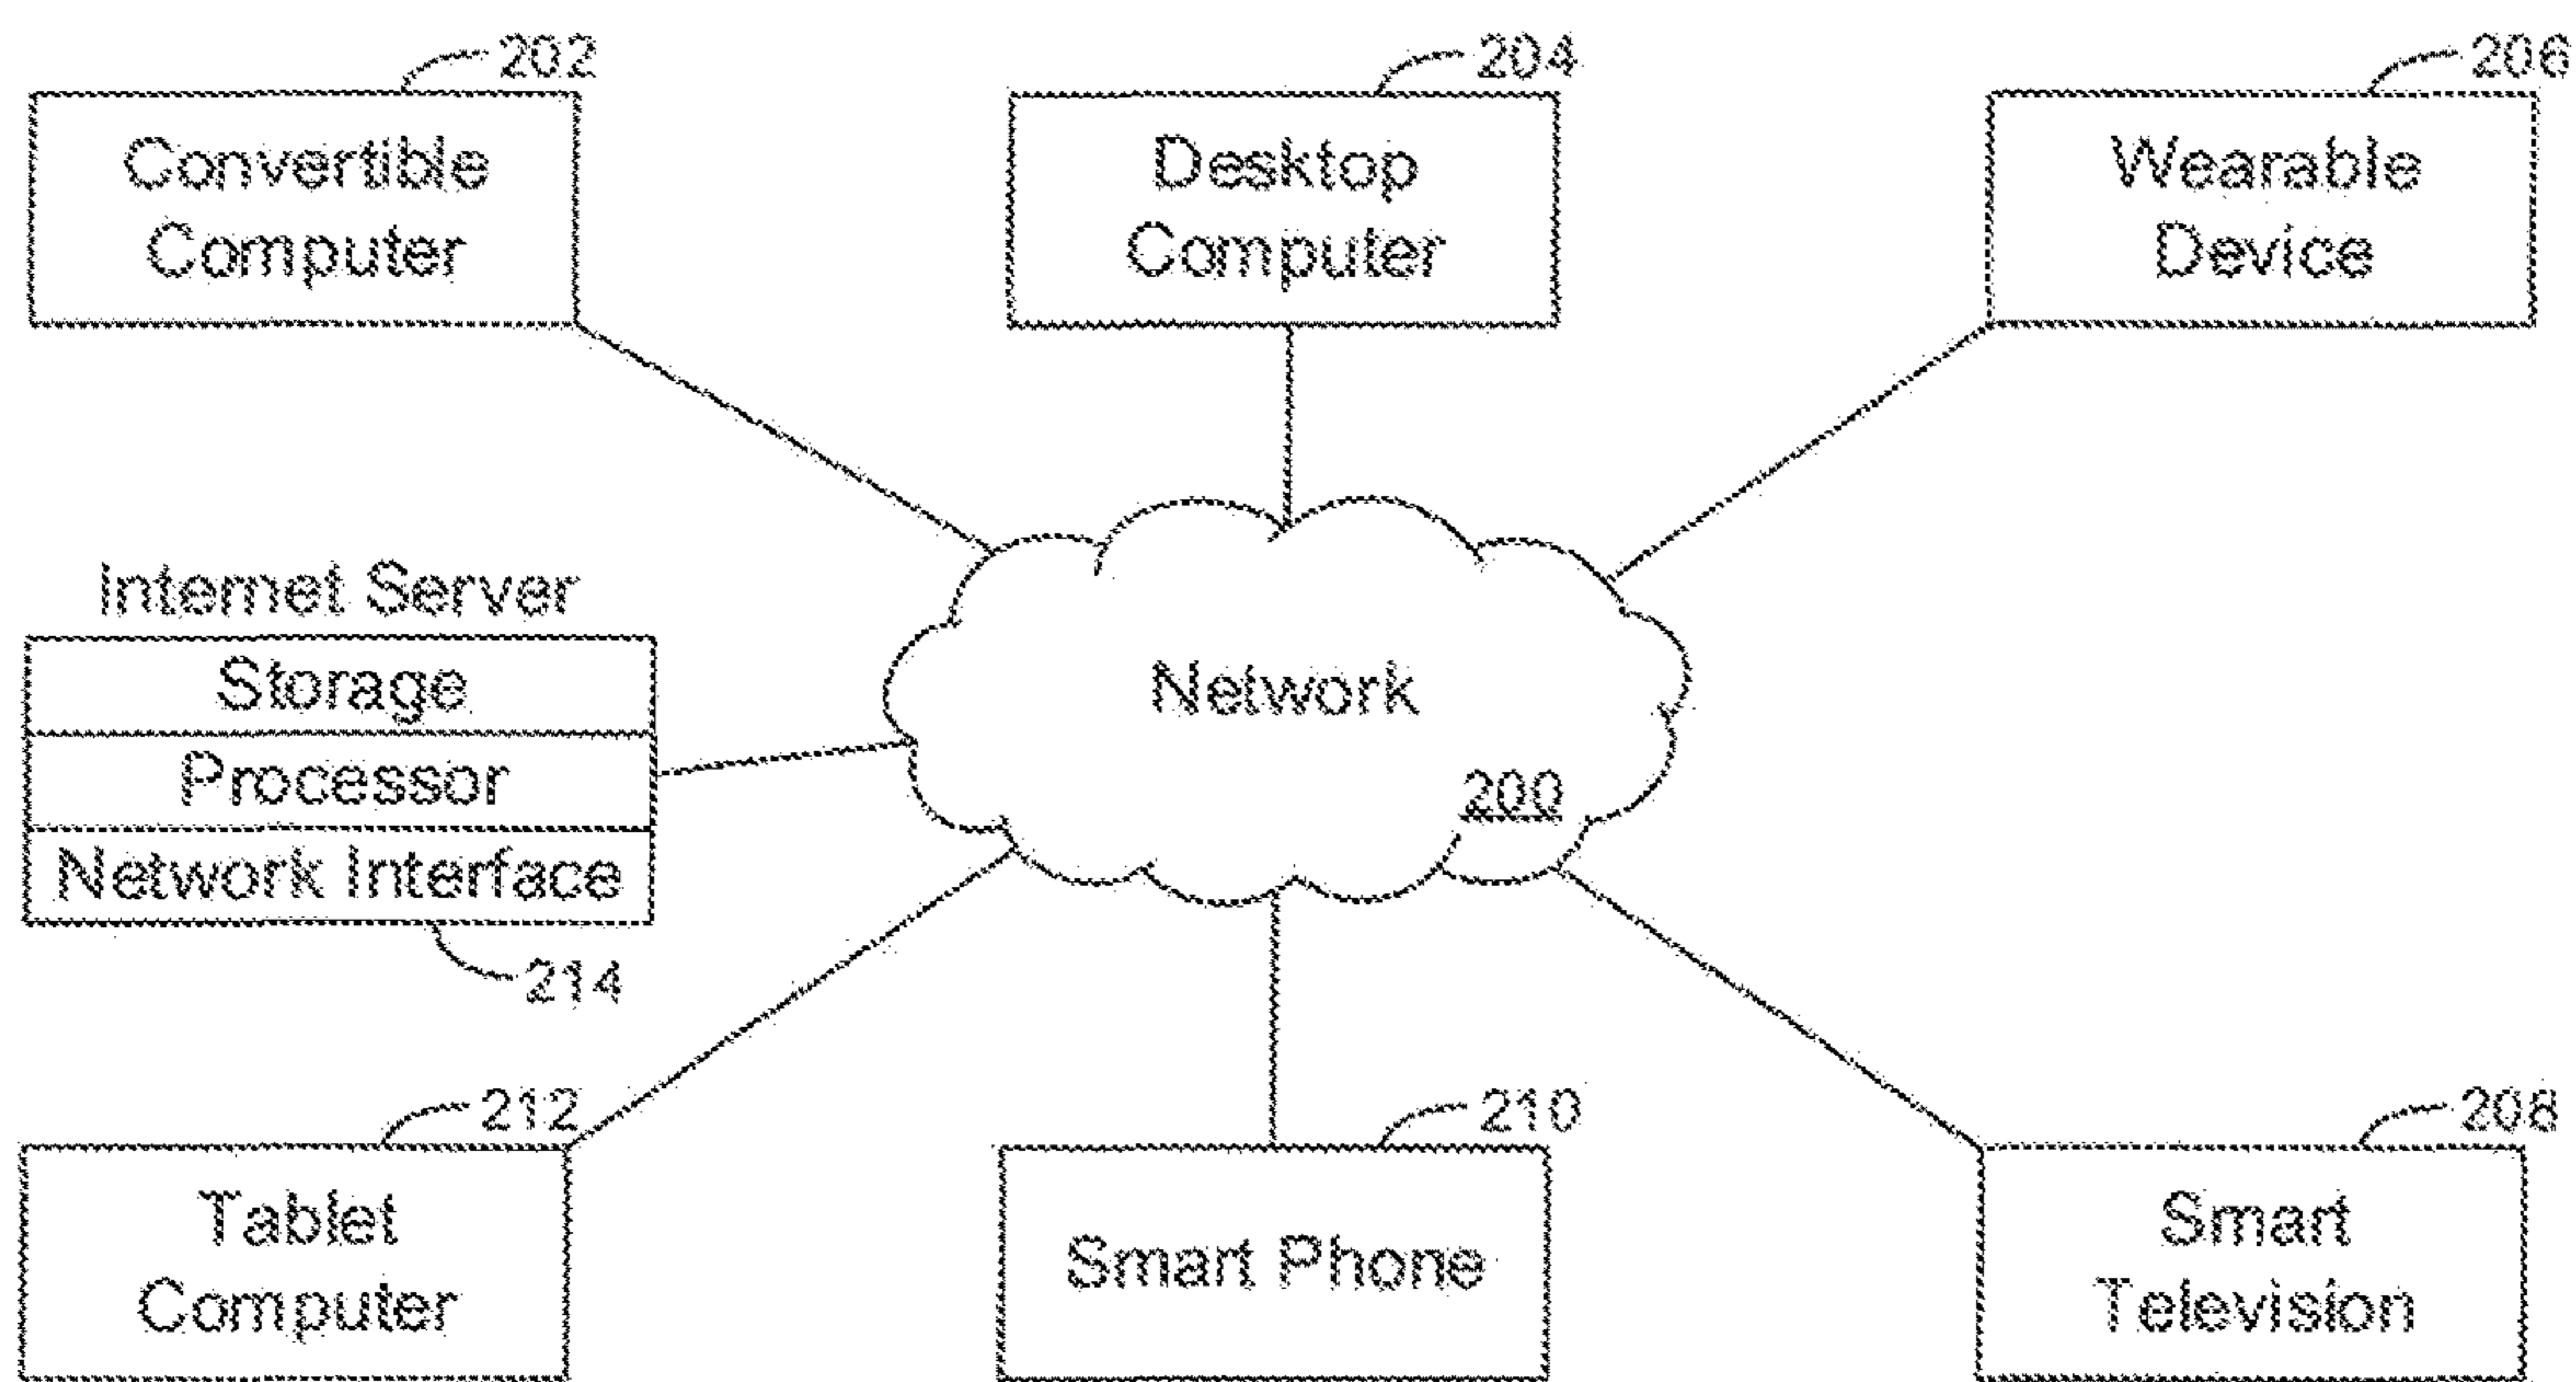 202
Convertible
Computer
204
Desktop
Computer
206
Wearable
Device
Internet Server
Storage
Processor
Network Interface
214
Network
200
212
Tablet
Computer
210
Smart Phone
208
Smart
Television